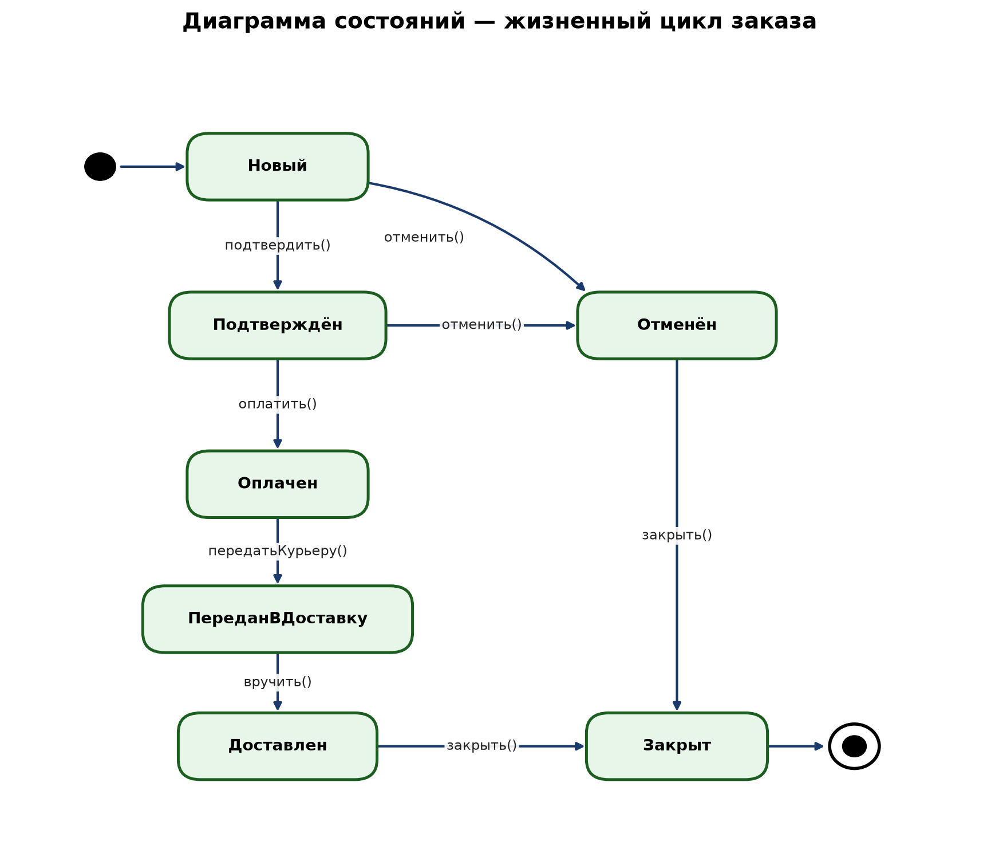 Диаграмма состояний — жизненный цикл заказа
Новый
подтвердить()
отменить()
Подтверждён
отменить()
Отменён
оплатить()
Оплачен
передатьКурьеру()
закрыть()
ПереданВДоставку
вручить()
Доставлен
закрыть()
Закрыт